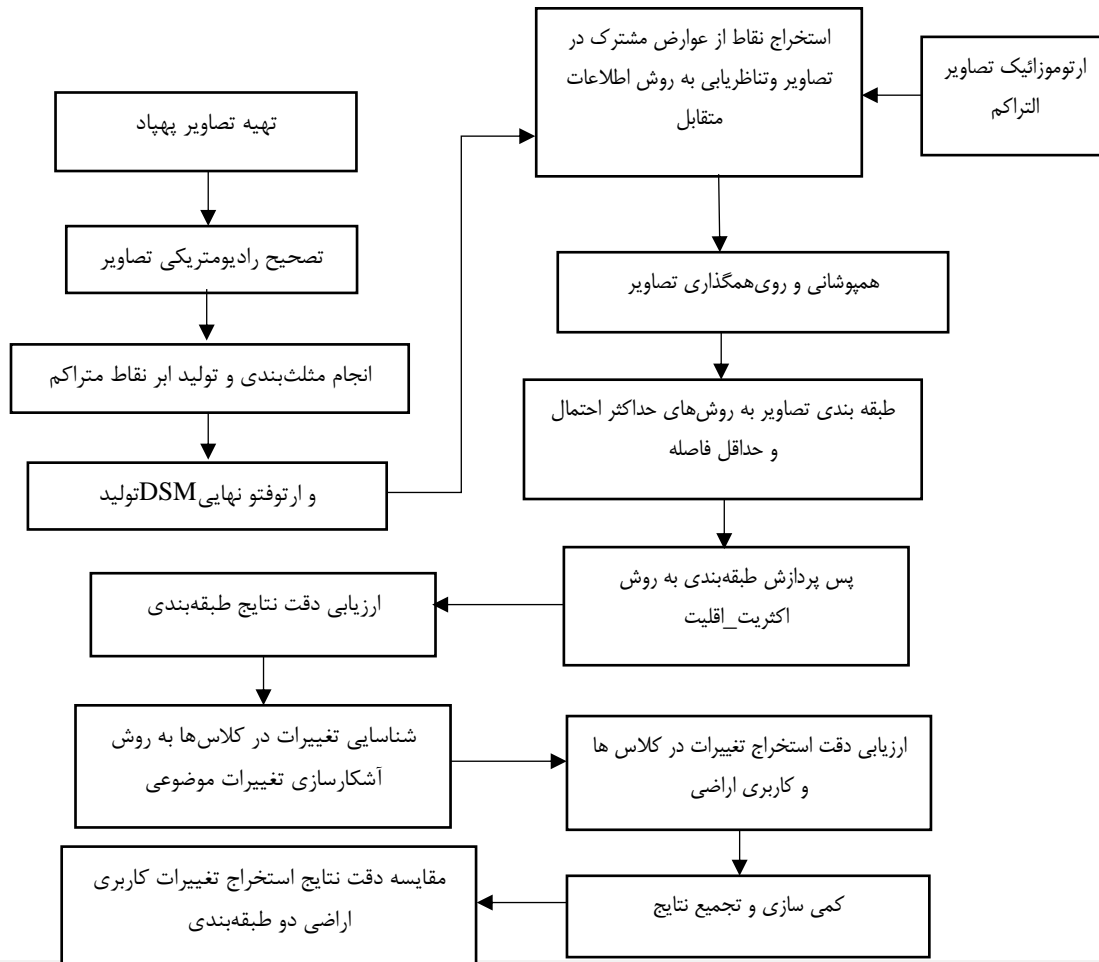 تهیه تصاویر پهپاد
تصحیح رادیومتریکی تصاویر
انجام مثلث‌بندی و تولید ابر نقاط متراکم
و ارتوفتو نهاییDSMتولید
استخراج نقاط از عوارض مشترک در
تصاویر وتناظریابی به روش اطلاعات
متقابل
ارتوموزائیک تصاویر
التراکم
همپوشانی و روی‌همگذاری تصاویر
طبقه بندی تصاویر به روش‌های حداکثر احتمال
و حداقل فاصله
پس پردازش طبقه‌بندی به روش
اکثریت_اقلیت
ارزیابی دقت نتایج طبقه‌بندی
شناسایی تغییرات در کلاس‌ها به روش
آشکارسازی تغییرات موضوعی
ارزیابی دقت استخراج تغییرات در کلاس ها
و کاربری اراضی
کمی سازی و تجمیع نتایج
مقایسه دقت نتایج استخراج تغییرات کاربری
اراضی دو طبقه‌بندی